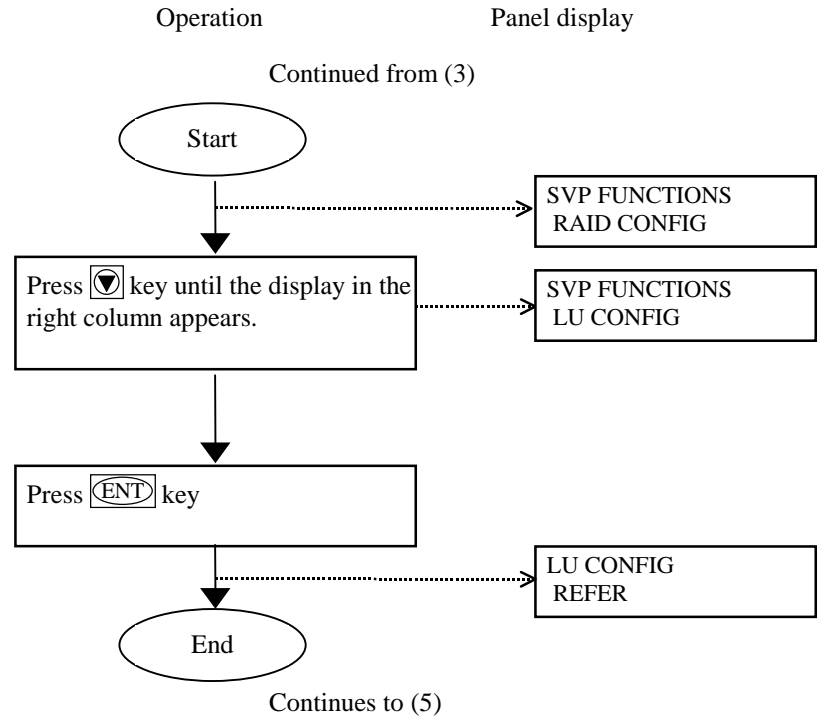 Operation Panel display
Continued from (3)
Start
SVP FUNCTIONS
RAID CONFIG
Press ▼ key until the display in the
right column appears.
SVP FUNCTIONS
LU CONFIG
Press ENT key
LU CONFIG
REFER
End
Continues to (5)